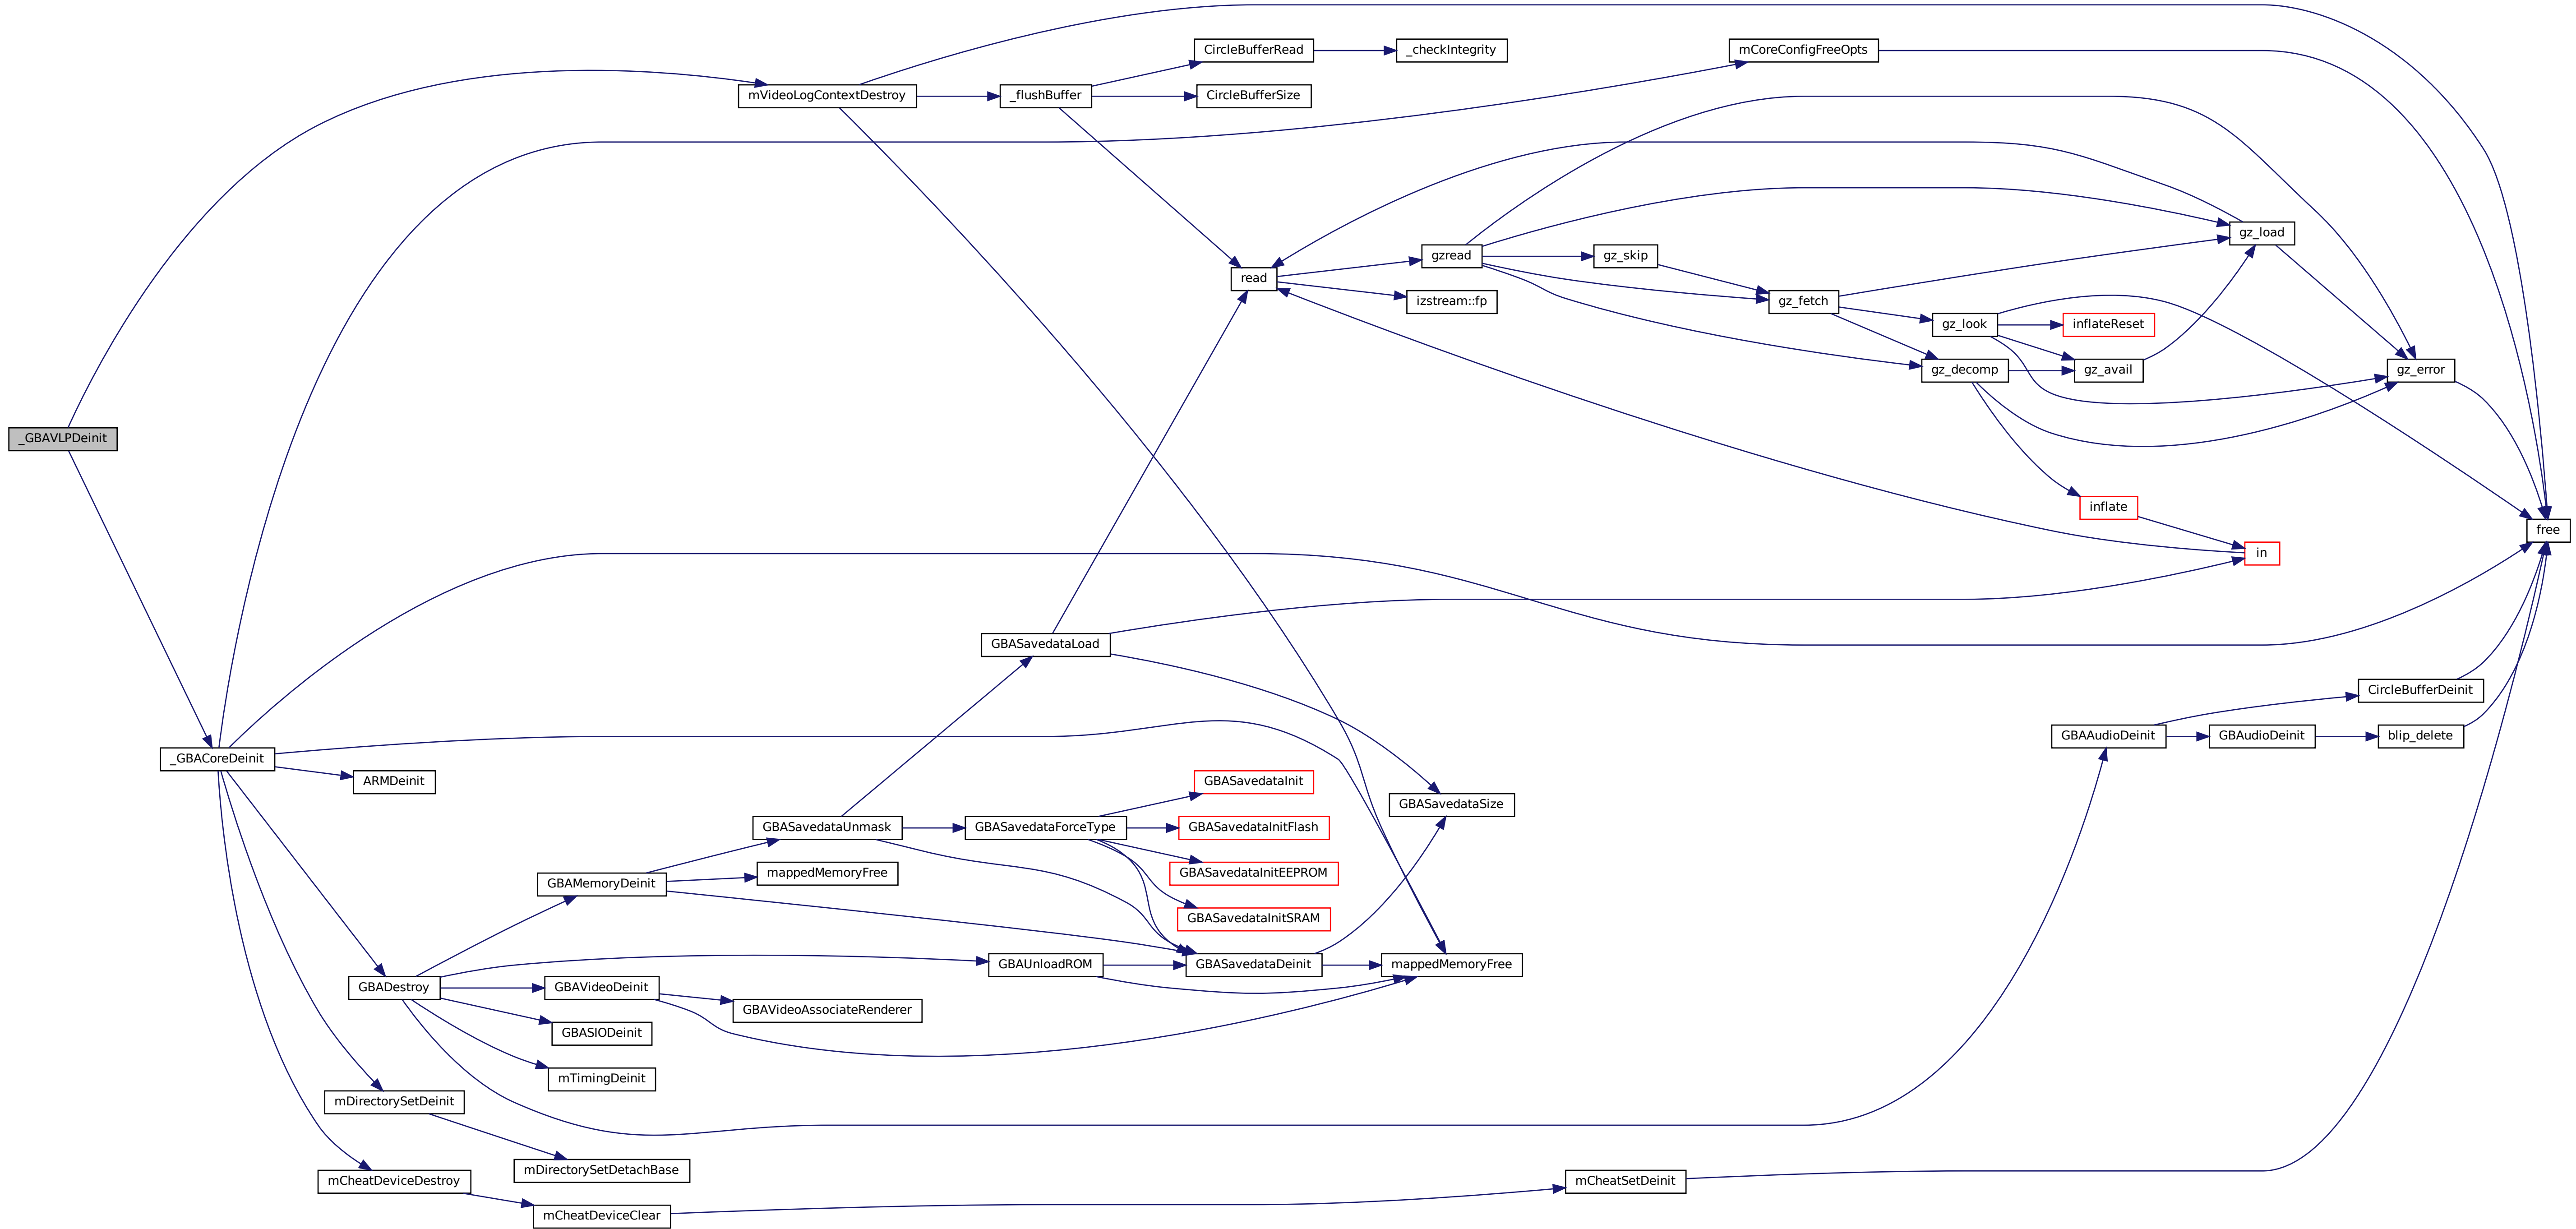 CircleBufferRead
_checkIntegrity
mCoreConfigFreeOpts
mVideoLogContextDestroy
_flushBuffer
CircleBufferSize
gz_load
gzread
gz_skip
read
izstream::fp
gz_fetch
gz_look
inflateReset
gz_decomp
gz_avail
gz_error
_GBAVLPDeinit
inflate
free
in
GBASavedataLoad
CircleBufferDeinit
GBAAudioDeinit
GBAudioDeinit
blip_delete
_GBACoreDeinit
ARMDeinit
GBASavedataInit
GBASavedataSize
GBASavedataUnmask
GBASavedataForceType
GBASavedataInitFlash
mappedMemoryFree
GBASavedataInitEEPROM
GBAMemoryDeinit
GBASavedataInitSRAM
GBAUnloadROM
GBASavedataDeinit
mappedMemoryFree
GBADestroy
GBAVideoDeinit
GBAVideoAssociateRenderer
GBASIODeinit
mTimingDeinit
mDirectorySetDeinit
mDirectorySetDetachBase
mCheatDeviceDestroy
mCheatSetDeinit
mCheatDeviceClear